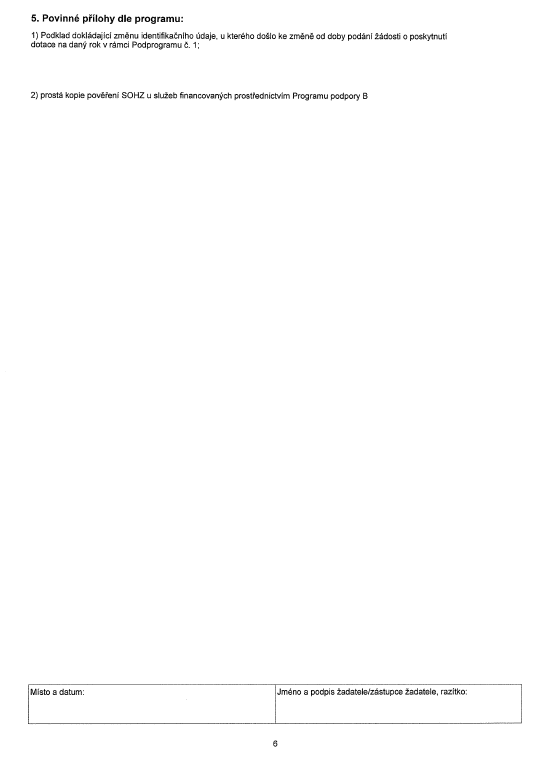 5. Povinné přílohy dle programu:
1) Podklad dokládající změnu identifikačního údaje, u kterého došlo ke změně od doby podání žádosti o poskytnutí
dotace na daný rok v rámci Podprogramu č. 1;
2) prostá kopie pověření SOHZ u služeb financovaných prostřednictvím Programu podpory B
Místo a datum:
Jméno a podpis žadatele/zástupce žadatele, razítko:
6